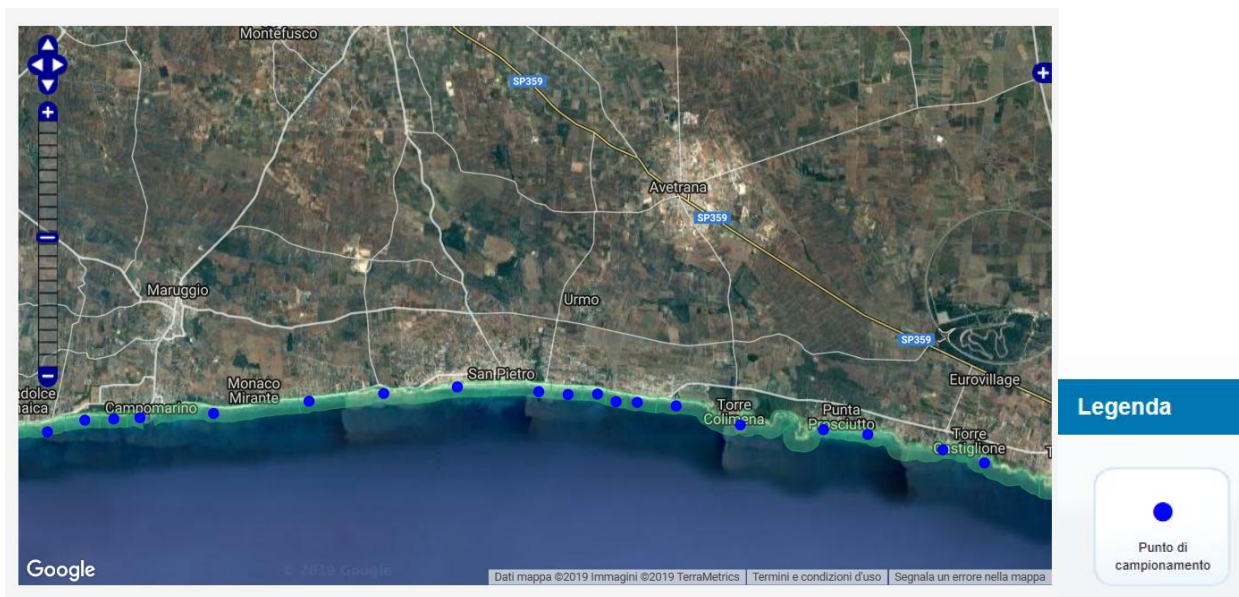 Montefusco
SP359
Avetrana
SP359
Maruggio
Urmo
SP359
San Pietro
Eurovillage
Monaco
Mirante
Campomarino
Torre
Colimena
Punta
Prosciutto
Torre
Castiglione
Google
© 2019 Google
Dati mappa ©2019 Immagini ©2019 TerraMetrics
Termini e condizioni d'uso
Segnala un errore nella mappa
Legenda
Punto di
campionamento